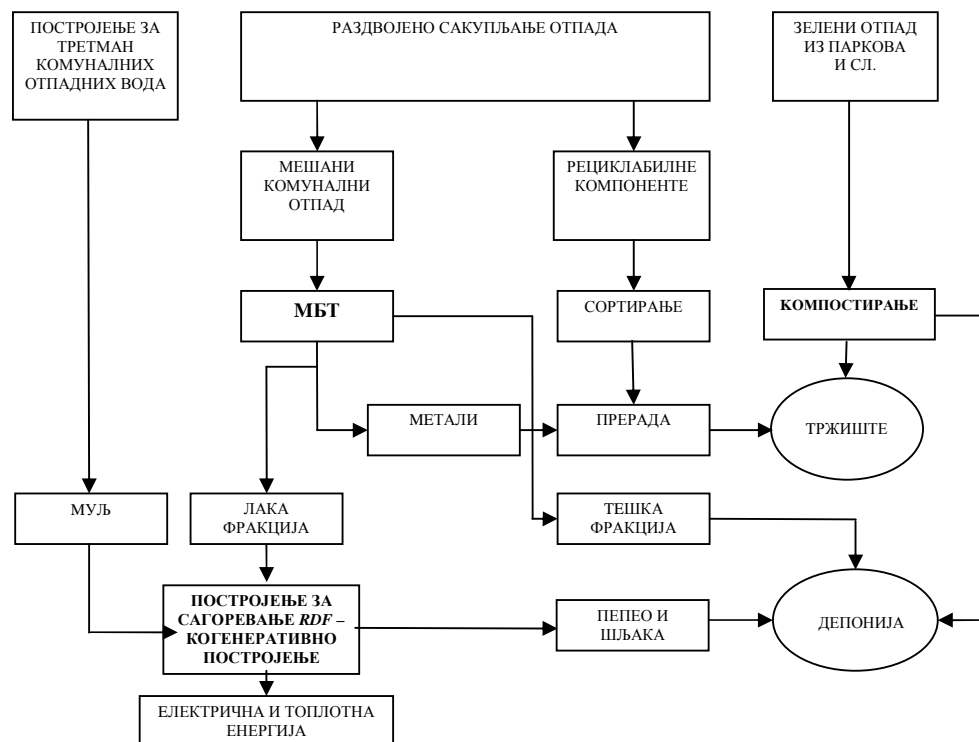 ПОСТРОЈЕЊЕ ЗА
ТРЕТМАН
КОМУНАЛНИХ
ОТПАДНИХ ВОДА
РАЗДВОЈЕНО САКУПЉАЊЕ ОТПАДА
ЗЕЛЕНИ ОТПАД
ИЗ ПАРКОВА
И СЛ.
МЕШАНИ
КОМУНАЛНИ
ОТПАД
РЕЦИКЛАБИЛНЕ
КОМПОНЕНТЕ
МБТ
СОРТИРАЊЕ
КОМПОСТИРАЊЕ
МЕТАЛИ
ПРЕРАДА
ТРЖИШТЕ
МУЉ
ЛАКА
ФРАКЦИЈА
ТЕШКА
ФРАКЦИЈА
ПОСТРОЈЕЊЕ ЗА
САГОРЕВАЊЕ RDF –
КОГЕНЕРАТИВНО
ПОСТРОЈЕЊЕ
ПЕПЕО И
ШЉАКА
ДЕПОНИЈА
ЕЛЕКТРИЧНА И ТОПЛОТНА
ЕНЕРГИЈА